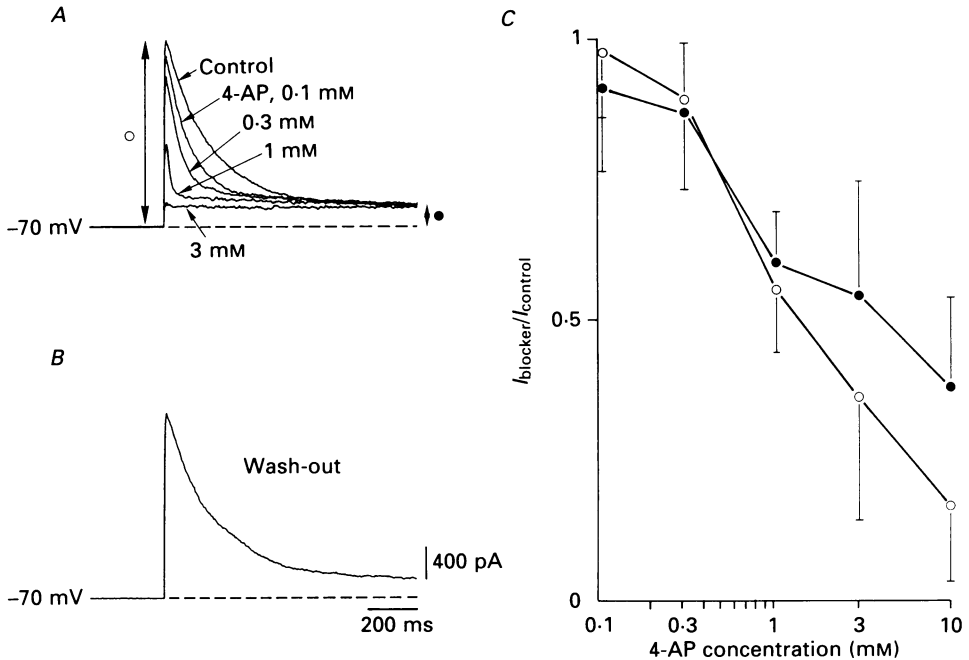 A
Control
4-AP, 0·1 mM
0·3 mM
1 mM
–70 mV
3 mM
B
Wash-out
400 pA
–70 mV
200 ms
C
1
0·5
0
Iblocker/Icontrol
0·1
0·3
1
3
10
4-AP concentration (mM)